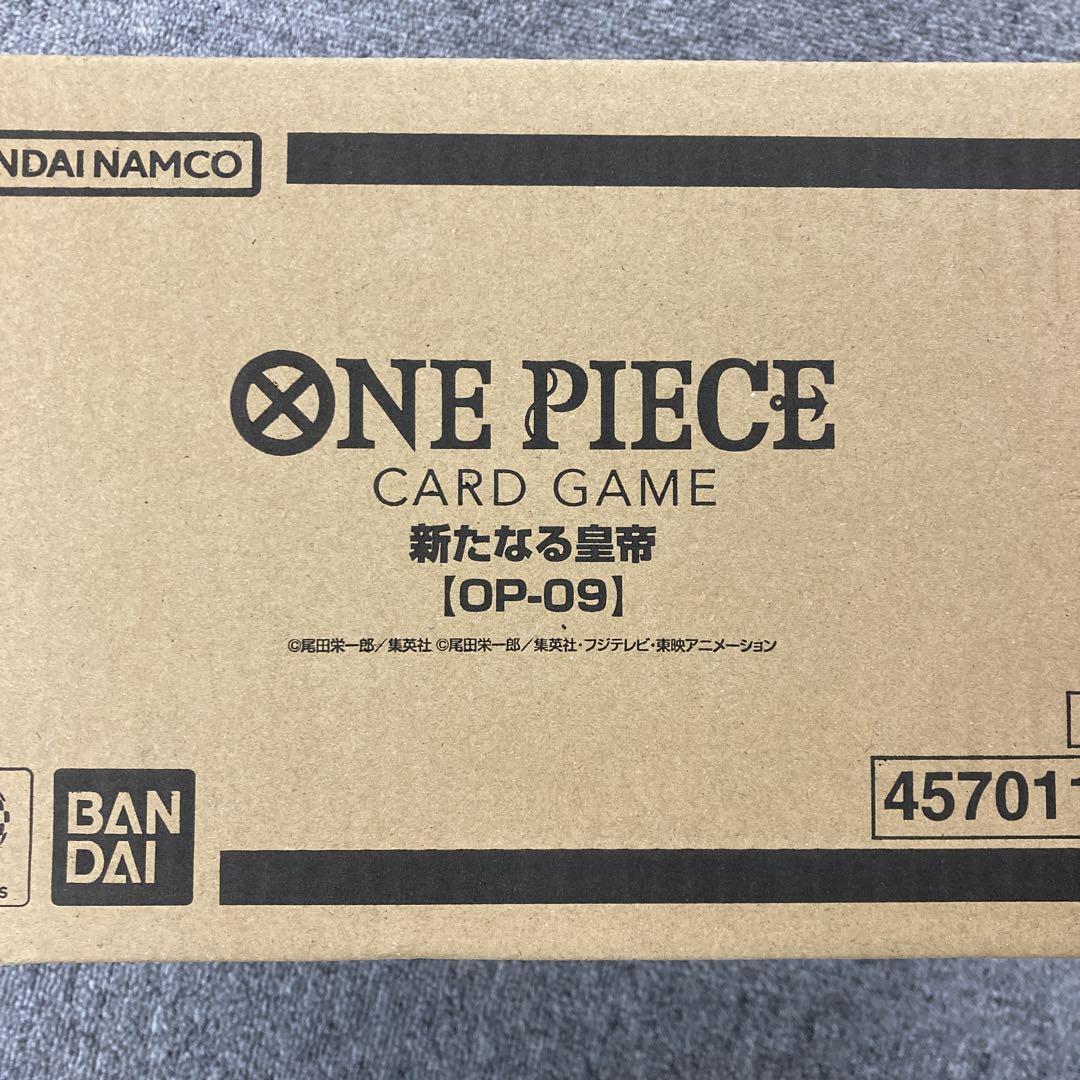 NDAI NAMCO
ONE PIECE
CARD GAME
新たなる皇帝
【OP-09】
©尾田栄一郎/集英社 ©尾田栄一郎/集英社・フジテレビ・東映アニメーション
BAN
DAI
457011
s